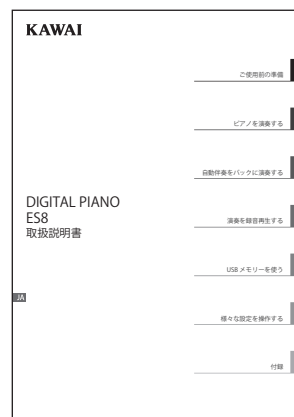 KAWAI
ご使用前の準備
ピアノを演奏する
自動伴奏をバックに演奏する
DIGITAL PIANO
ES8
取扱説明書
演奏を録音再生する
USB メモリーを使う
JA
様々な設定を操作する
付録